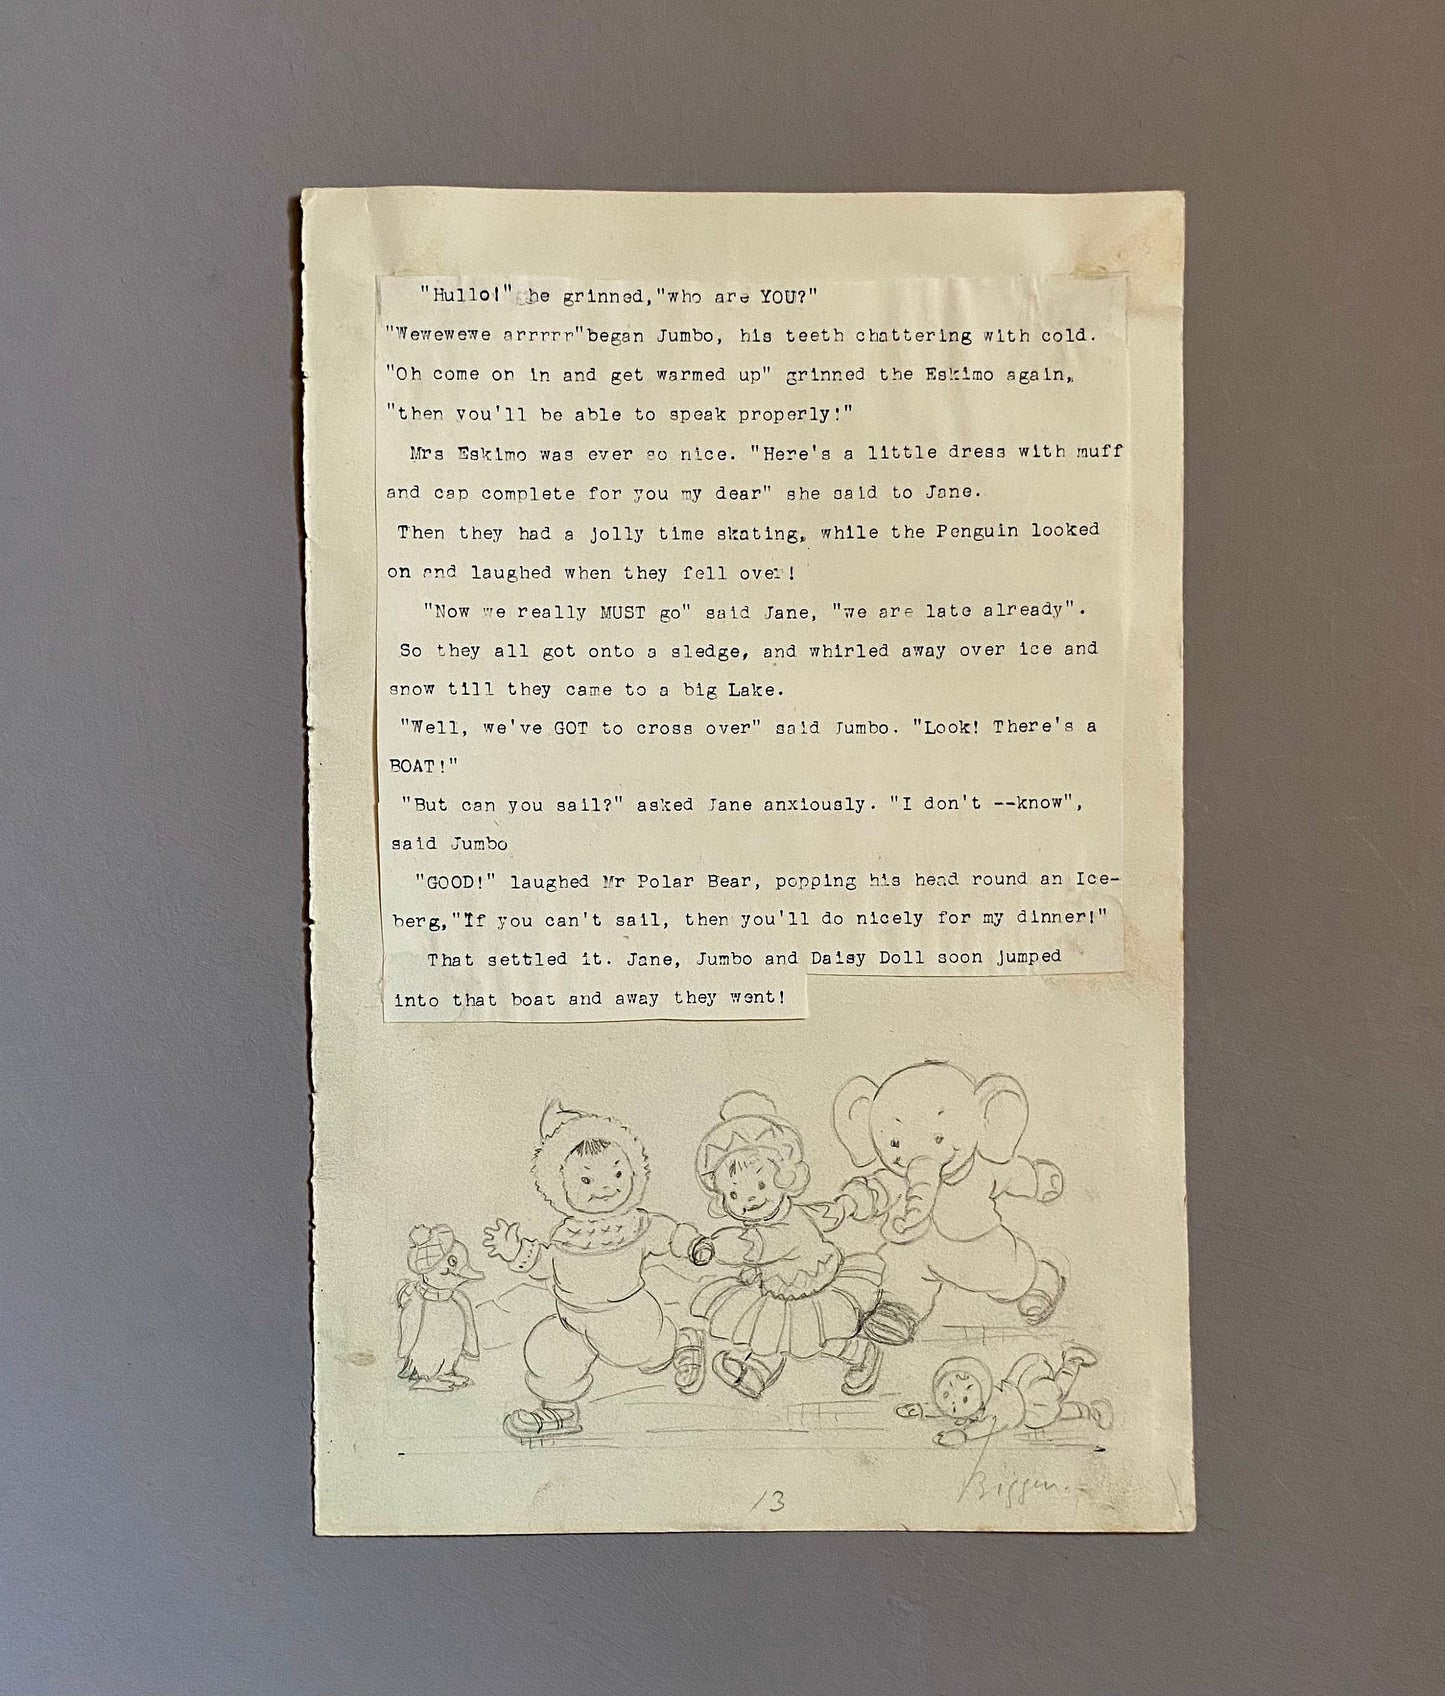 "Hullo!" he grinned,"who are YOU?"
"Wewewewe arrrrr"began Jumbo, his teeth chattering with cold.
"Oh come on in and get warmed up" grinned the Eskimo again,
"then you'll be able to speak properly!"
Mrs Eskimo was ever so nice. "Here's a little dress with muff
and cap complete for you my dear" she said to Jane.
Then they had a jolly time skating, while the Penguin looked
on and laughed when they fell over!
"Now we really MUST go" said Jane, "we are late already".
So they all got onto a sledge, and whirled away over ice and
snow till they came to a big Lake.
"Well, we've GOT to cross over" said Jumbo. "Look! There's a
BOAT!"
"But can you sail?" asked Jane anxiously. "I don't --know",
said Jumbo
"GOOD!" laughed Mr Polar Bear, popping his head round an Ice-
berg,"If you can't sail, then you'll do nicely for my dinner!"
That settled it. Jane, Jumbo and Daisy Doll soon jumped
into that boat and away they went!
13